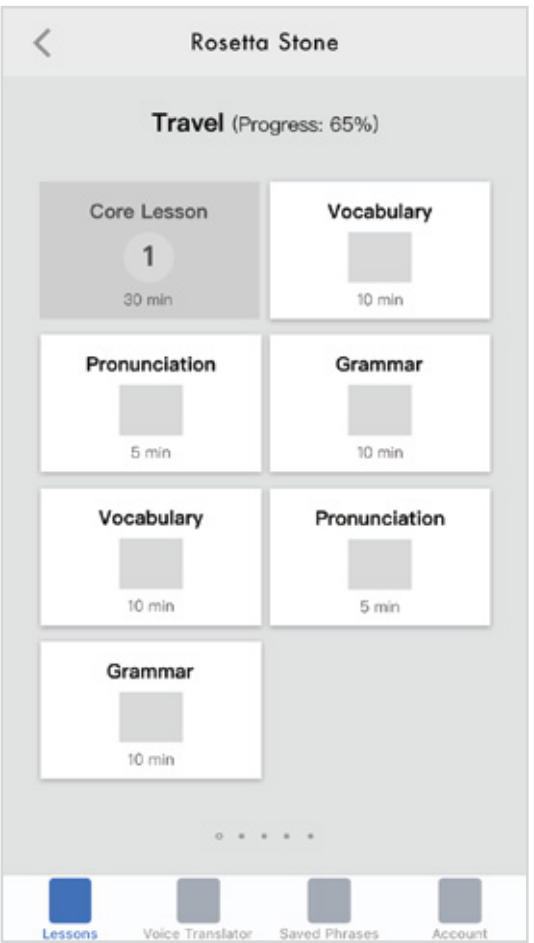 Rosetta Stone
Travel (Progress: 65%)
Core Lesson
1
30 min
Vocabulary
10 min
Pronunciation
5 min
Grammar
10 min
Vocabulary
10 min
Pronunciation
5 min
Grammar
10 min
Lessons
Voice Translator
Saved Phrases
Account